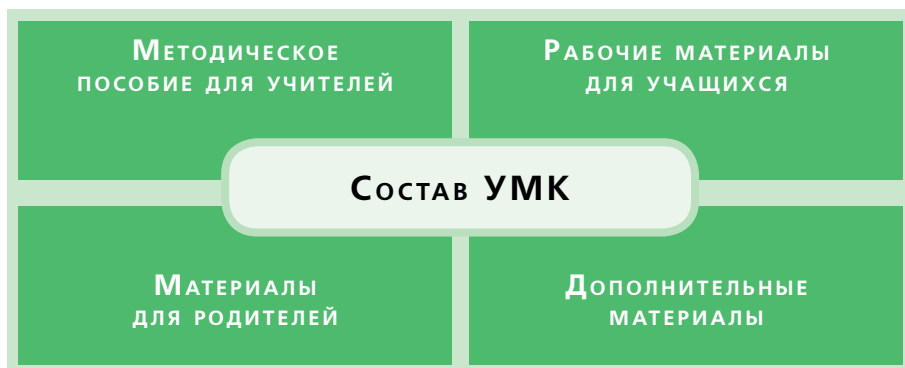 Методическое
пособие для учителей
Рабочие материалы
для учащихся
Состав УМК
Материалы
для родителей
Дополнительные
материалы